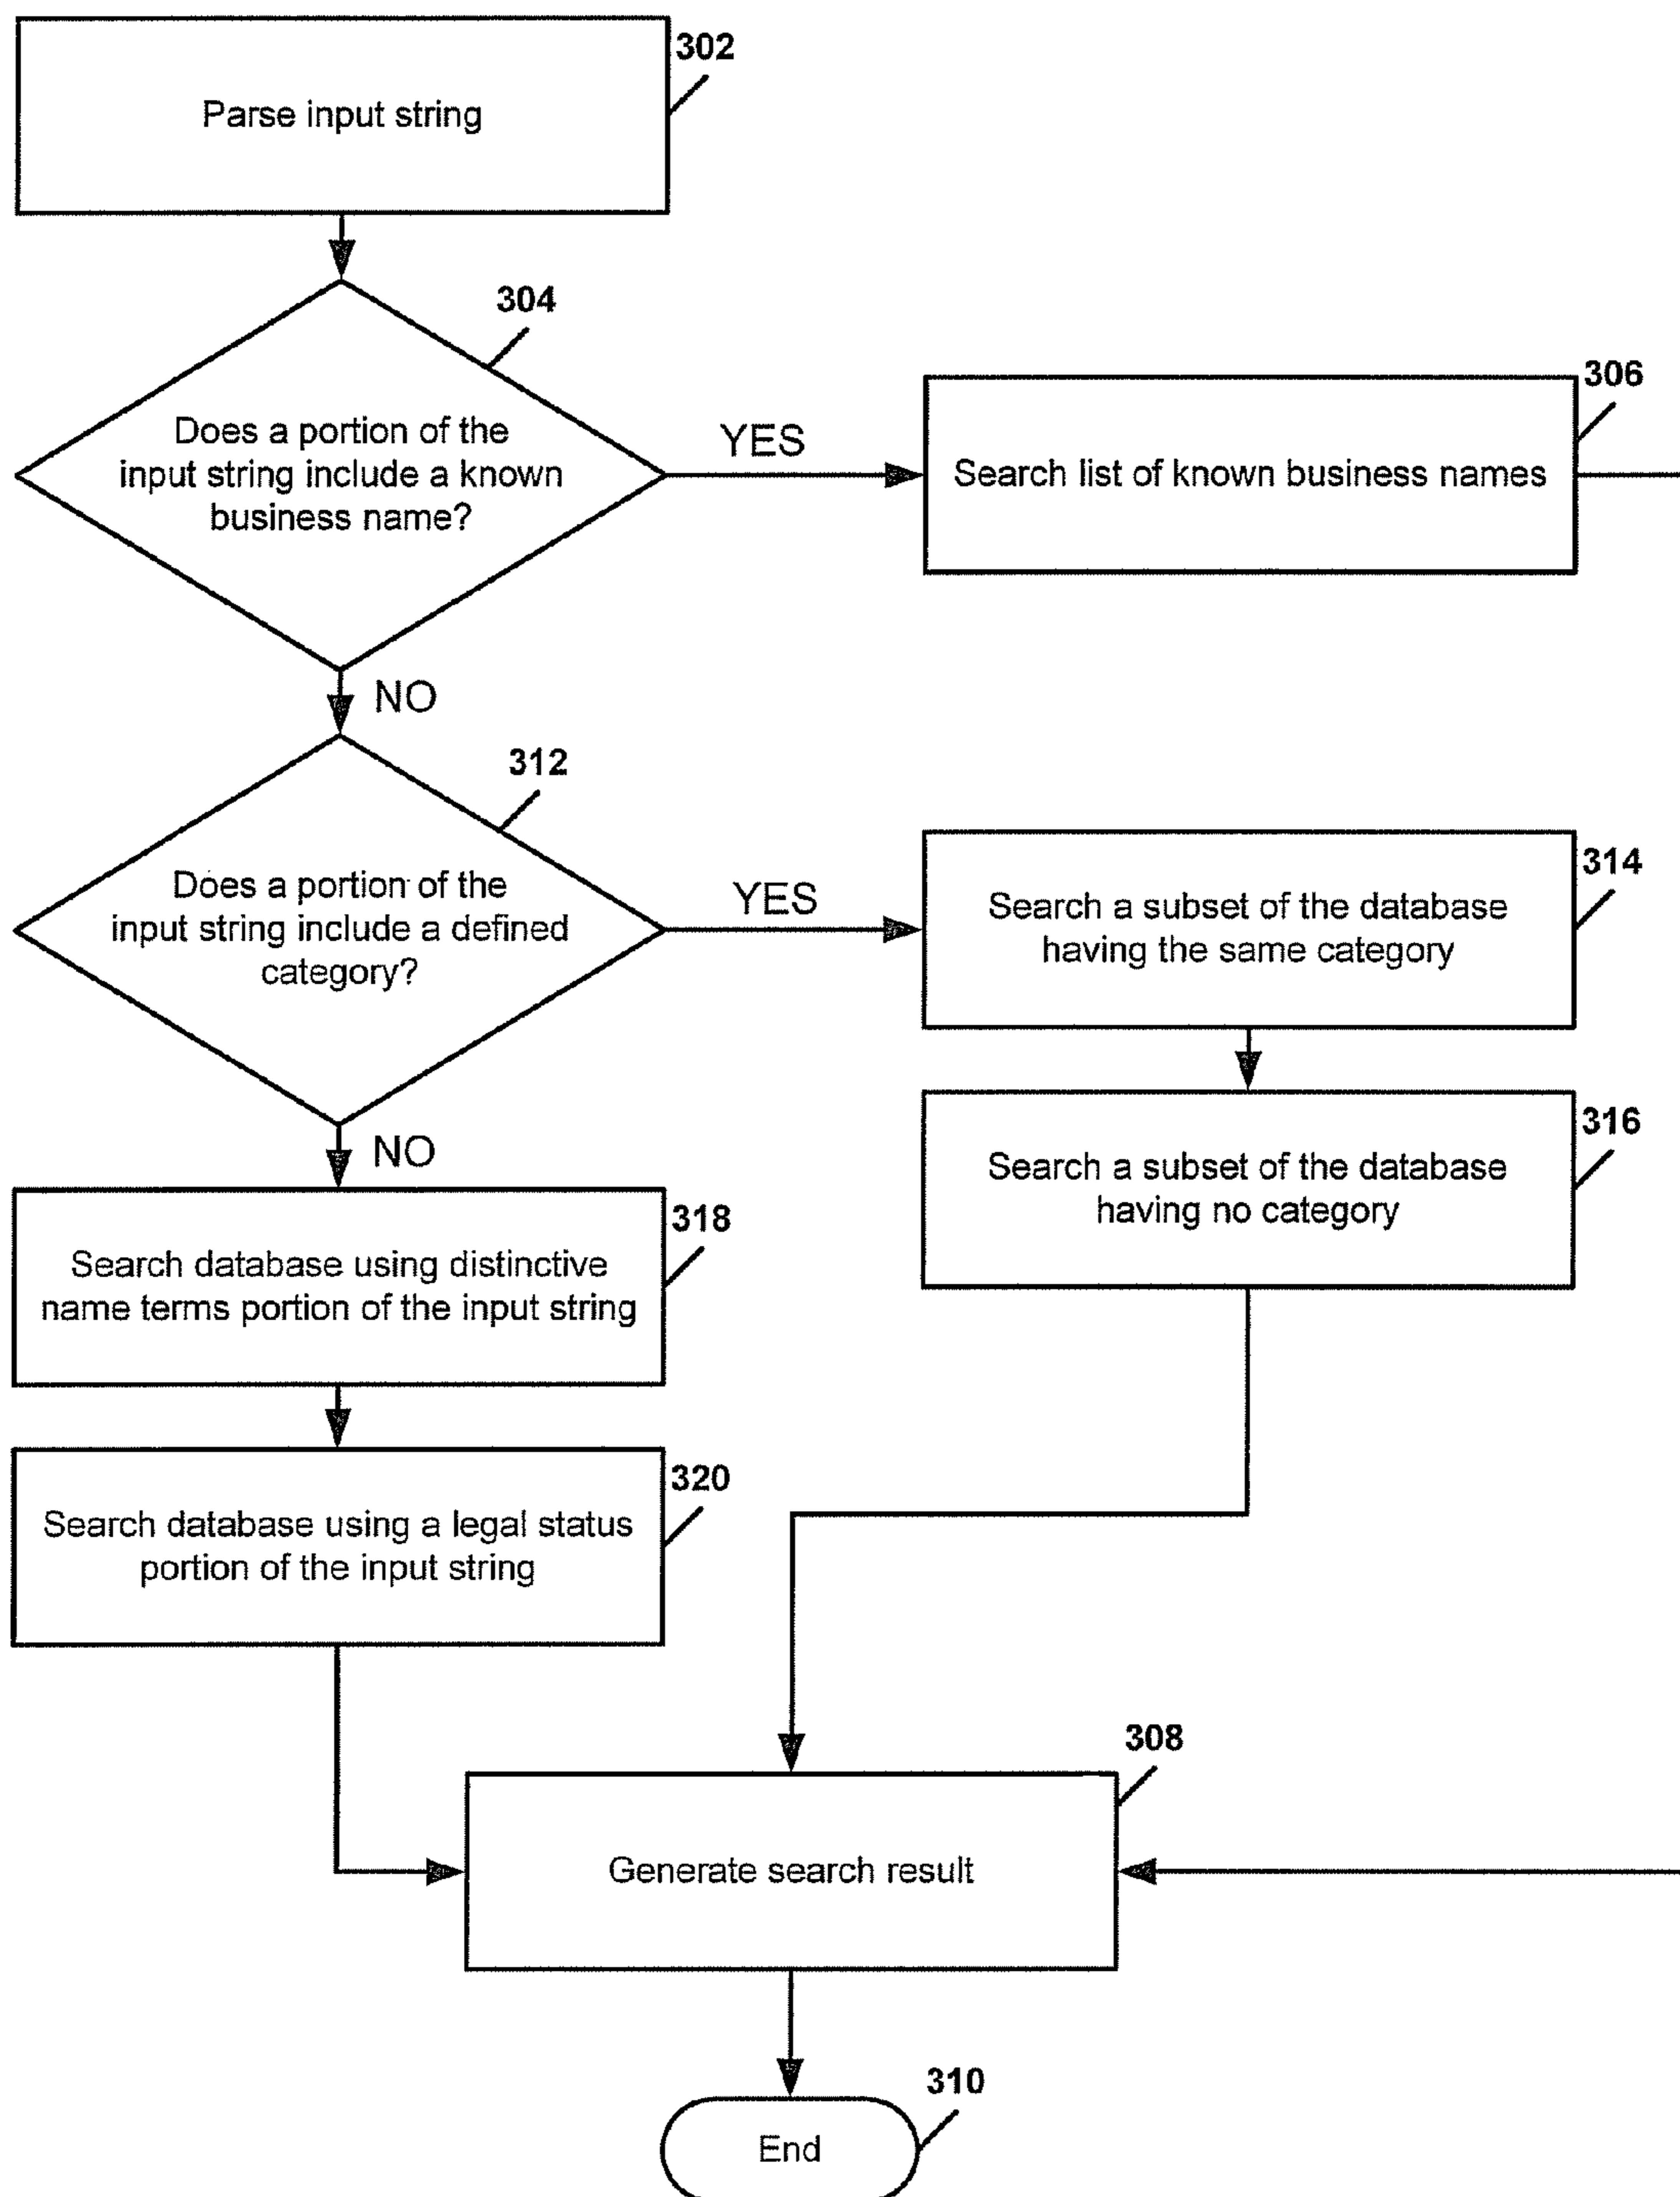 302
Parse input string
304
Does a portion of the
input string include a known
business name?
YES
306
Search list of known business names
NO
312
Does a portion of the
input string include a defined
category?
YES
314
Search a subset of the database
having the same category
316
Search a subset of the database
having no category
NO
318
Search database using distinctive
name terms portion of the input string
320
Search database using a legal status
portion of the input string
308
Generate search result
310
End